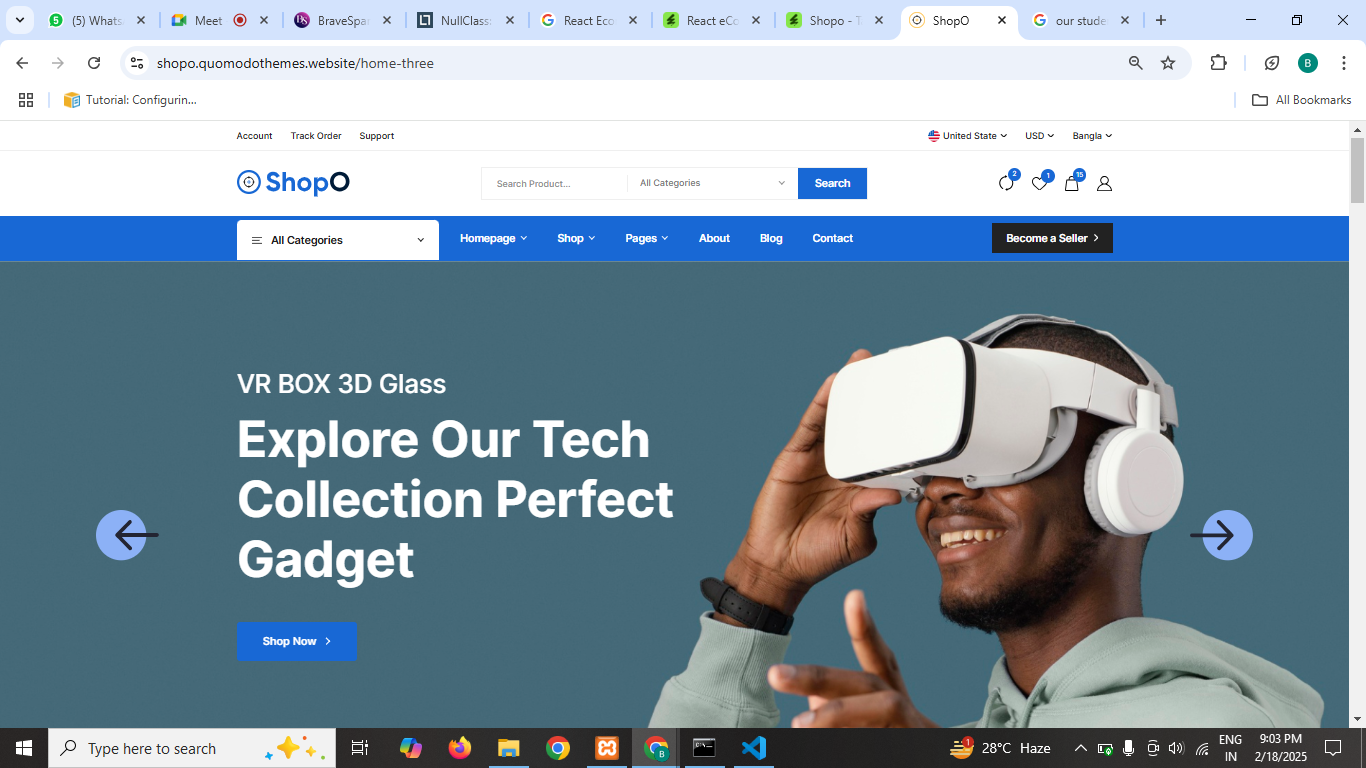 (5) Whats
Meet
BraveSpar
NullClass
React Eco
React eCo
Shopo - T
ShopO
our stude
shopo.quomodothemes.website/home-three
B
Tutorial: Configurin...
All Bookmarks
Account
Track Order
Support
United State
USD
Bangla
ShopO
Search Product...
All Categories
Search
2
1
15
All Categories
Homepage
Shop
Pages
About
Blog
Contact
Become a Seller
VR BOX 3D Glass
Explore Our Tech
Collection Perfect
Gadget
Shop Now
Type here to search
1
28°C Haze
ENG
IN
9:03 PM
2/18/2025